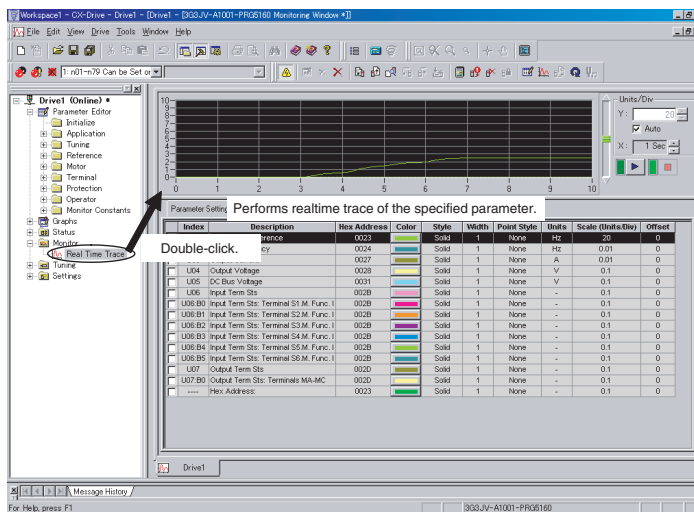 Workspace1 - CX-Drive - Drive1 - [Drive1 - [3G3JV-A1001-PRG5160 Monitoring Window *]]
File Edit View Drive Tools Window Help
1: n01-n79 Can be Set or
Drive1 (Online) *
Parameter Editor
Initialize
Application
Tuning
Reference
Motor
Terminal
Protection
Operator
Monitor Constants
Graphs
Status
Monitor
Real Time Trace
Tuning
Settings
10
9
8
7
6
5
4
3
2
1
0
0 1 2 3 4 5 6 7 8 9 10
Units/Div
Y: 20
Auto
X: 1 Sec
Performs realtime trace of the specified parameter.
Double-click.
Parameter
Index Description Hex Address Color Style Width Point Style Units Scale (Units/Div) Offset
0023 Solid 1 None Hz 20 0
0024 Solid 1 None Hz 0.01 0
0027 Solid 1 None A 0.01 0
U04 Output Voltage 0028 Solid 1 None V 0.1 0
U05 DC Bus Voltage 0031 Solid 1 None V 0.1 0
U06 Input Term Sts 002B Solid 1 None - 0.1 0
U06:B0 Input Term Sts: Terminal S1.M. Func. I 002B Solid 1 None - 0.1 0
U06:B1 Input Term Sts: Terminal S2.M. Func. I 002B Solid 1 None - 0.1 0
U06:B2 Input Term Sts: Terminal S3.M. Func. I 002B Solid 1 None - 0.1 0
U06:B3 Input Term Sts: Terminal S4.M. Func. I 002B Solid 1 None - 0.1 0
U06:B4 Input Term Sts: Terminal S5.M. Func. I 002B Solid 1 None - 0.1 0
U06:B5 Input Term Sts: Terminal S6.M. Func. I 002B Solid 1 None - 0.1 0
U07 Output Term Sts 002D Solid 1 None - 0.1 0
U07:B0 Output Term Sts: Terminals MA-MC 002D Solid 1 None - 0.1 0
---- Hex Address: 0023 Solid 1 None - 0.1 0
Drive1
Message History
For Help, press F1
3G3JV-A1001-PRG5160